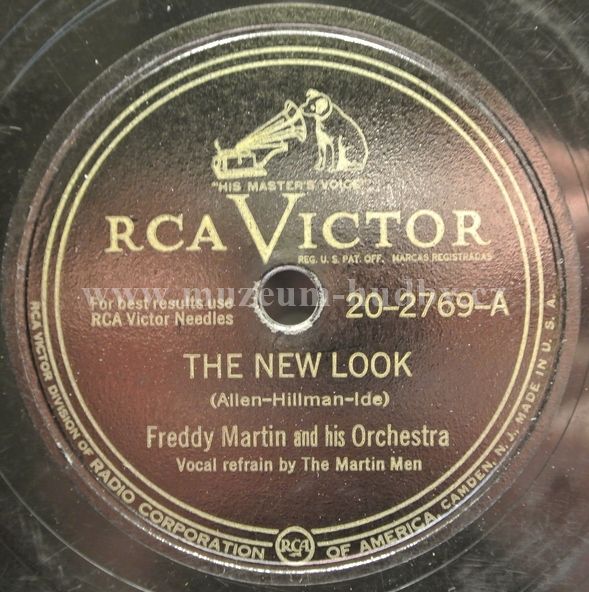 "HIS MASTER'S VOICE"
RCA VICTOR
REG. U. S. PAT. OFF. MARCAS REGISTRADAS
www.muzeum-hudby.cz
For best results use
RCA Victor Needles
20-2769-A
THE NEW LOOK
(Allen-Hillman-Ide)
Freddy Martin and his Orchestra
Vocal refrain by The Martin Men
RCA VICTOR DIVISION OF RADIO CORPORATION OF AMERICA, CAMDEN, N. J., MADE IN U. S. A.
RCA